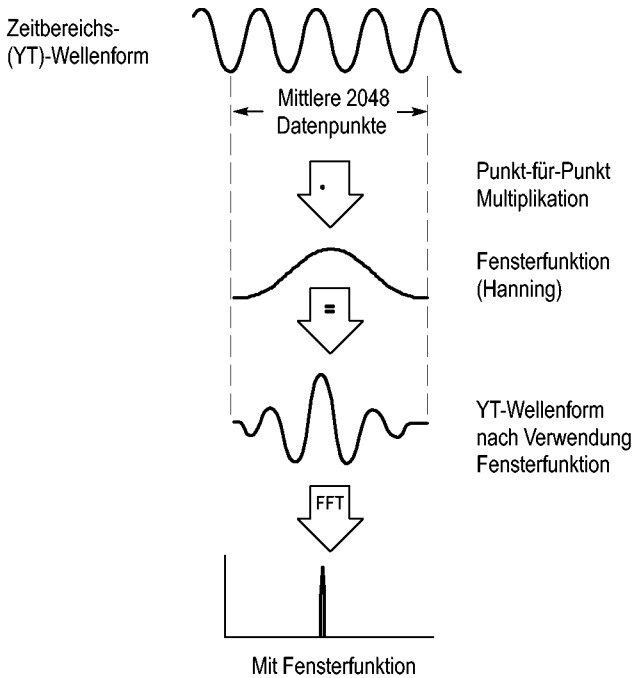 Zeitbereichs-
(YT)-Wellenform
Mittlere 2048
Datenpunkte
Punkt-für-Punkt
Multiplikation
Fensterfunktion
(Hanning)
=
YT-Wellenform
nach Verwendung
Fensterfunktion
FFT
Mit Fensterfunktion